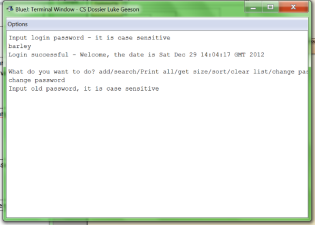 BlueJ: Terminal Window - CS Dossier Luke Geeson
Options
Input login password - it is case sensitive
barley
Login successful - Welcome, the date is Sat Dec 29 14:04:17 GMT 2012
What do you want to do? add/search/Print all/get size/sort/clear list/change pas
change password
Input old password, it is case sensitive